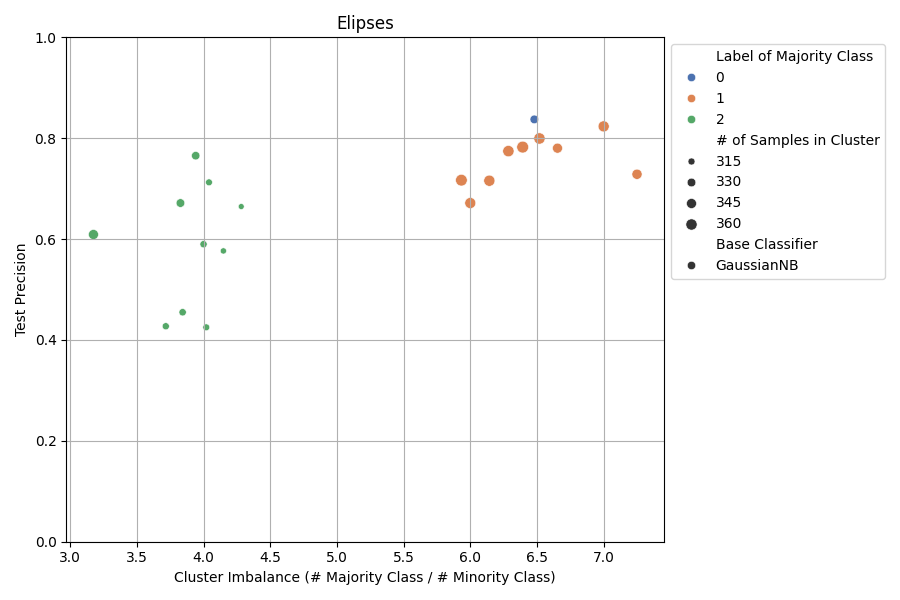 Elipses
Test Precision
1.0
0.8
0.6
0.4
0.2
0.0
3.0 3.5 4.0 4.5 5.0 5.5 6.0 6.5 7.0
Cluster Imbalance (# Majority Class / # Minority Class)
Label of Majority Class
0
1
2
# of Samples in Cluster
315
330
345
360
Base Classifier
GaussianNB